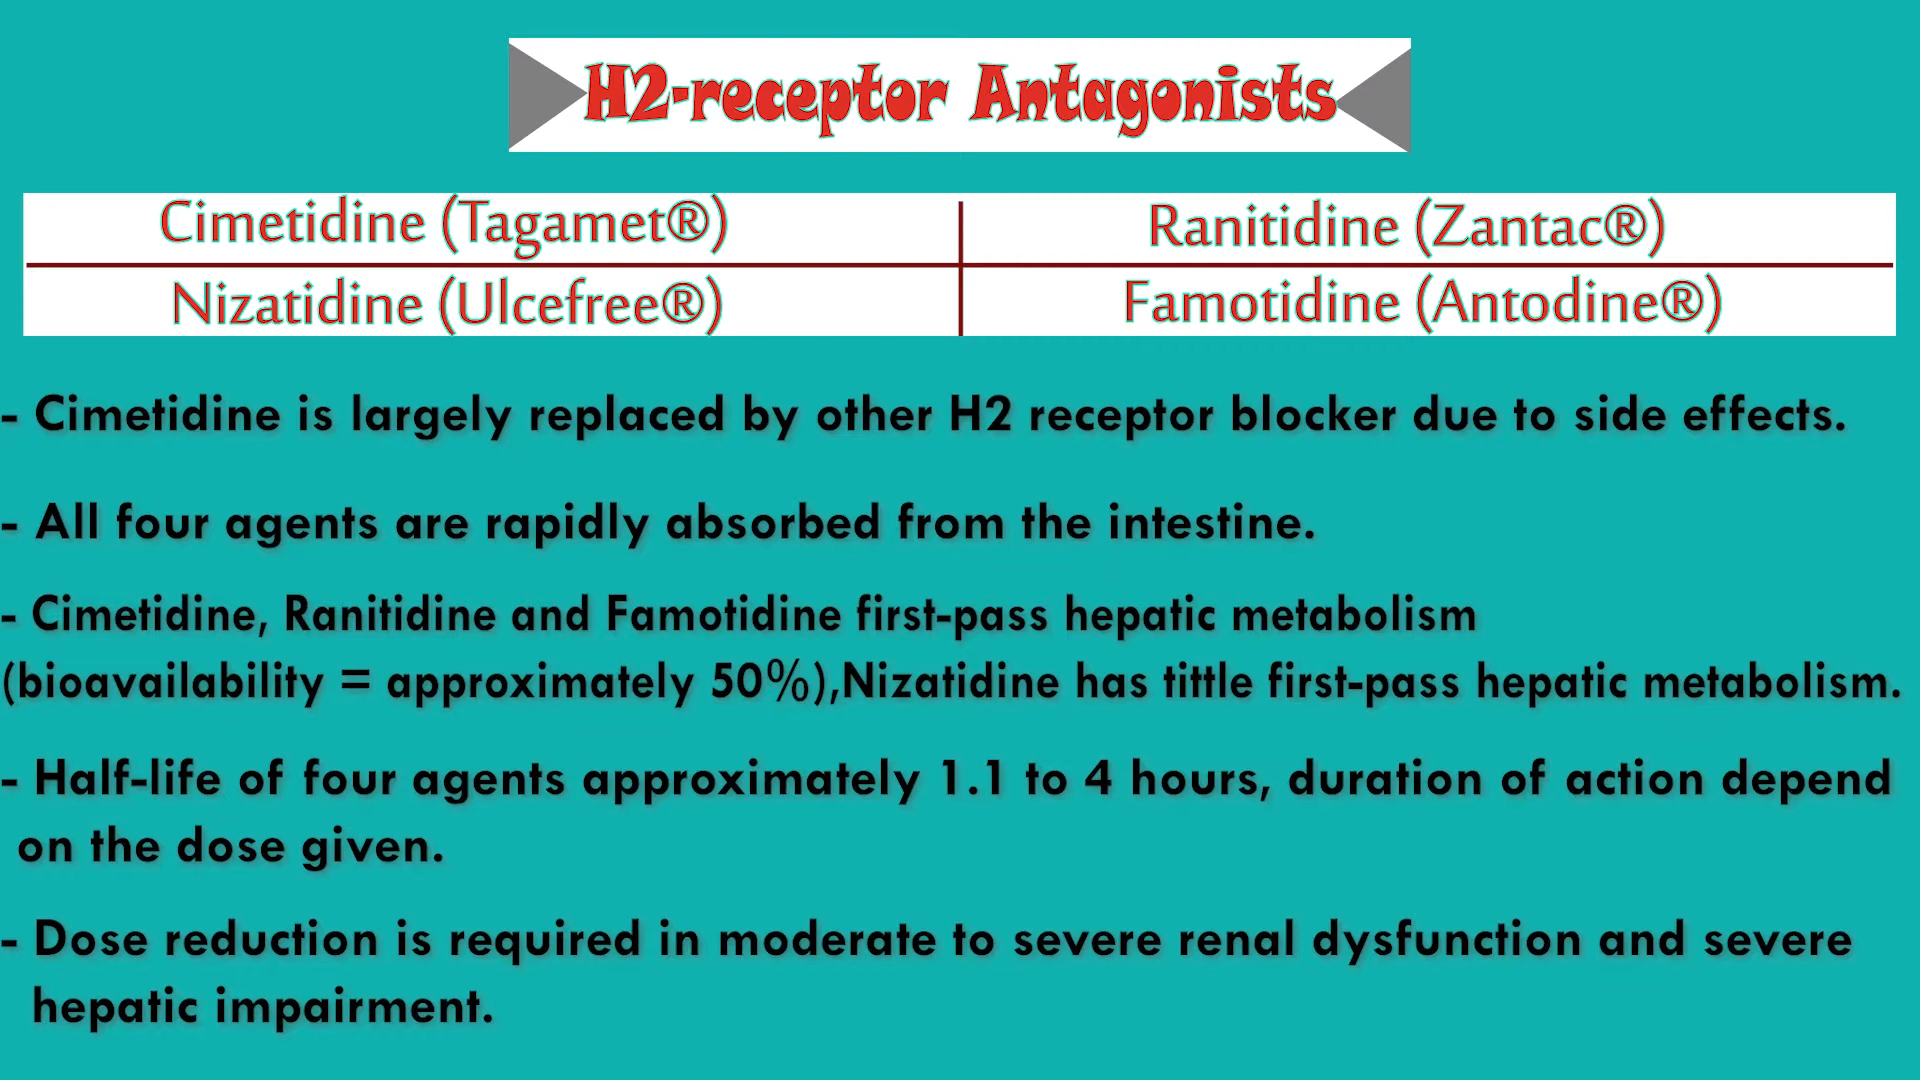 H2-receptor Antagonists
Cimetidine (Tagamet®)
Ranitidine (Zantac®)
Nizatidine (Ulcefree®)
Famotidine (Antodine®)
- Cimetidine is largely replaced by other H2 receptor blocker due to side effects.
- All four agents are rapidly absorbed from the intestine.
- Cimetidine, Ranitidine and Famotidine first-pass hepatic metabolism
(bioavailability = approximately 50%),Nizatidine has tittle first-pass hepatic metabolism.
- Half-life of four agents approximately 1.1 to 4 hours, duration of action depend
on the dose given.
- Dose reduction is required in moderate to severe renal dysfunction and severe
hepatic impairment.